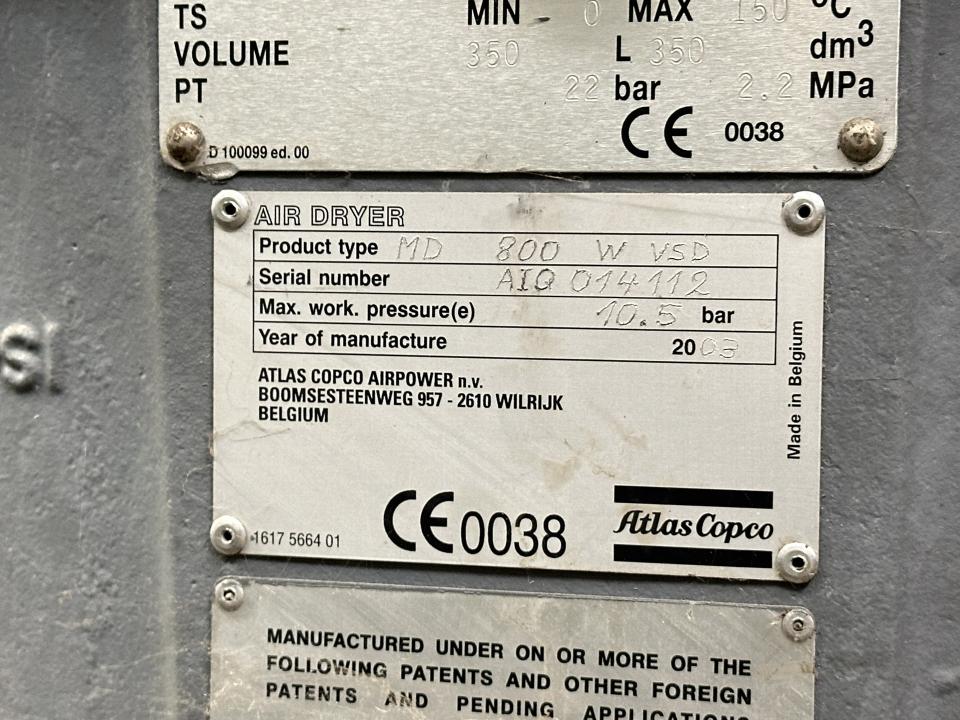 TS MIN 0 MAX 150 °C
VOLUME 350 L 350 dm³
PT 22 bar 2.2 MPa
CE 0038
D 100099 ed. 00
AIR DRYER
Product type MD 800 W VSD
Serial number AIQ 014112
Max. work. pressure(e) 10.5 bar
Year of manufacture 2003
Made in Belgium
ATLAS COPCO AIRPOWER n.v.
BOOMSESTEENWEG 957 - 2610 WILRIJK
BELGIUM
1617 5664 01
CE 0038
Atlas Copco
MANUFACTURED UNDER ON OR MORE OF THE
FOLLOWING PATENTS AND OTHER FOREIGN
PATENTS AND PENDING APPLICATIONS